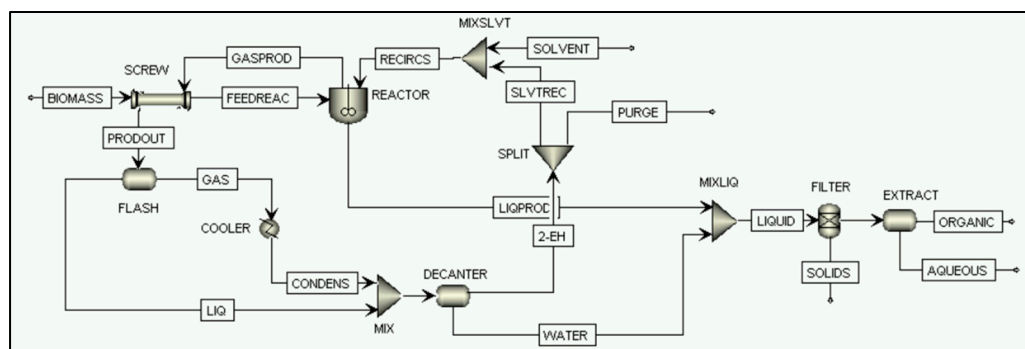 MIXSLVT
SOLVENT
GASPROD
RECIRCS
SCREW
SLVTREC
BIOMASS
FEEDREAC
REACTOR
PURGE
PRODOUT
SPLIT
GAS
MIXLIQ
FILTER
EXTRACT
FLASH
LIQPROD
LIQUID
ORGANIC
COOLER
2-EH
DECANTER
SOLIDS
AQUEOUS
CONDENS
LIQ
MIX
WATER